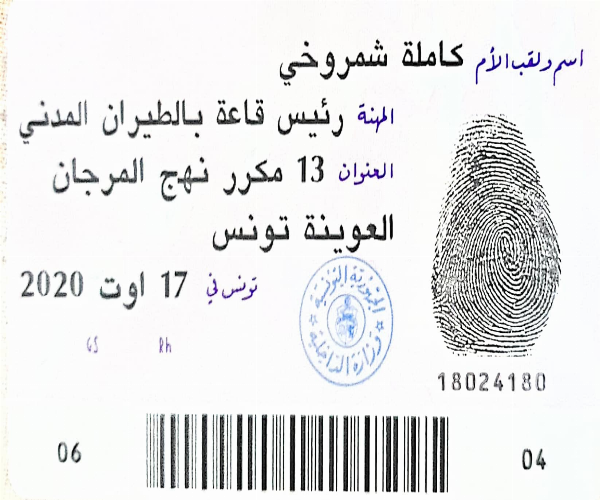 اسم ولقب الأم كاملة شمروخي
المهنة رئيس قاعة بالطيران المدني
العنوان 13 مكرر نهج المرجان
العوينة تونس
تونس في 17 اوت 2020
الجمهورية التونسية
وزارة الداخلية
GS Rh
18024180
06 04